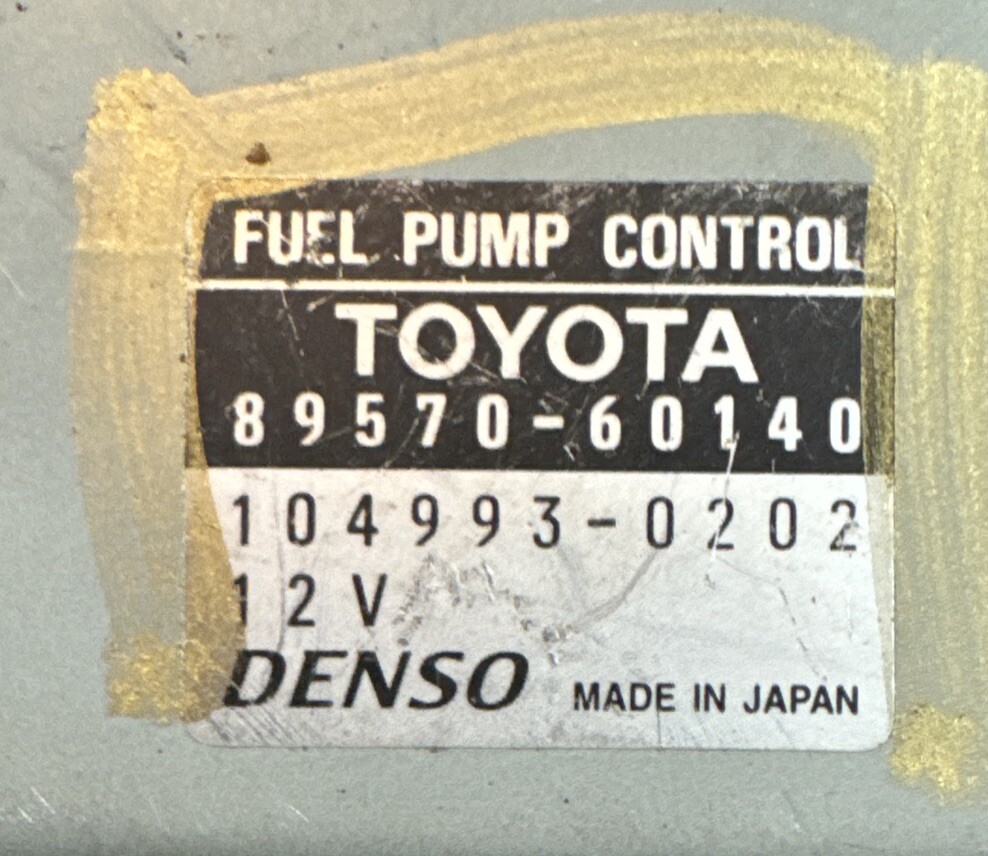 FUEL PUMP CONTROL
TOYOTA
89570-60140
104993-0202
12V
DENSO MADE IN JAPAN